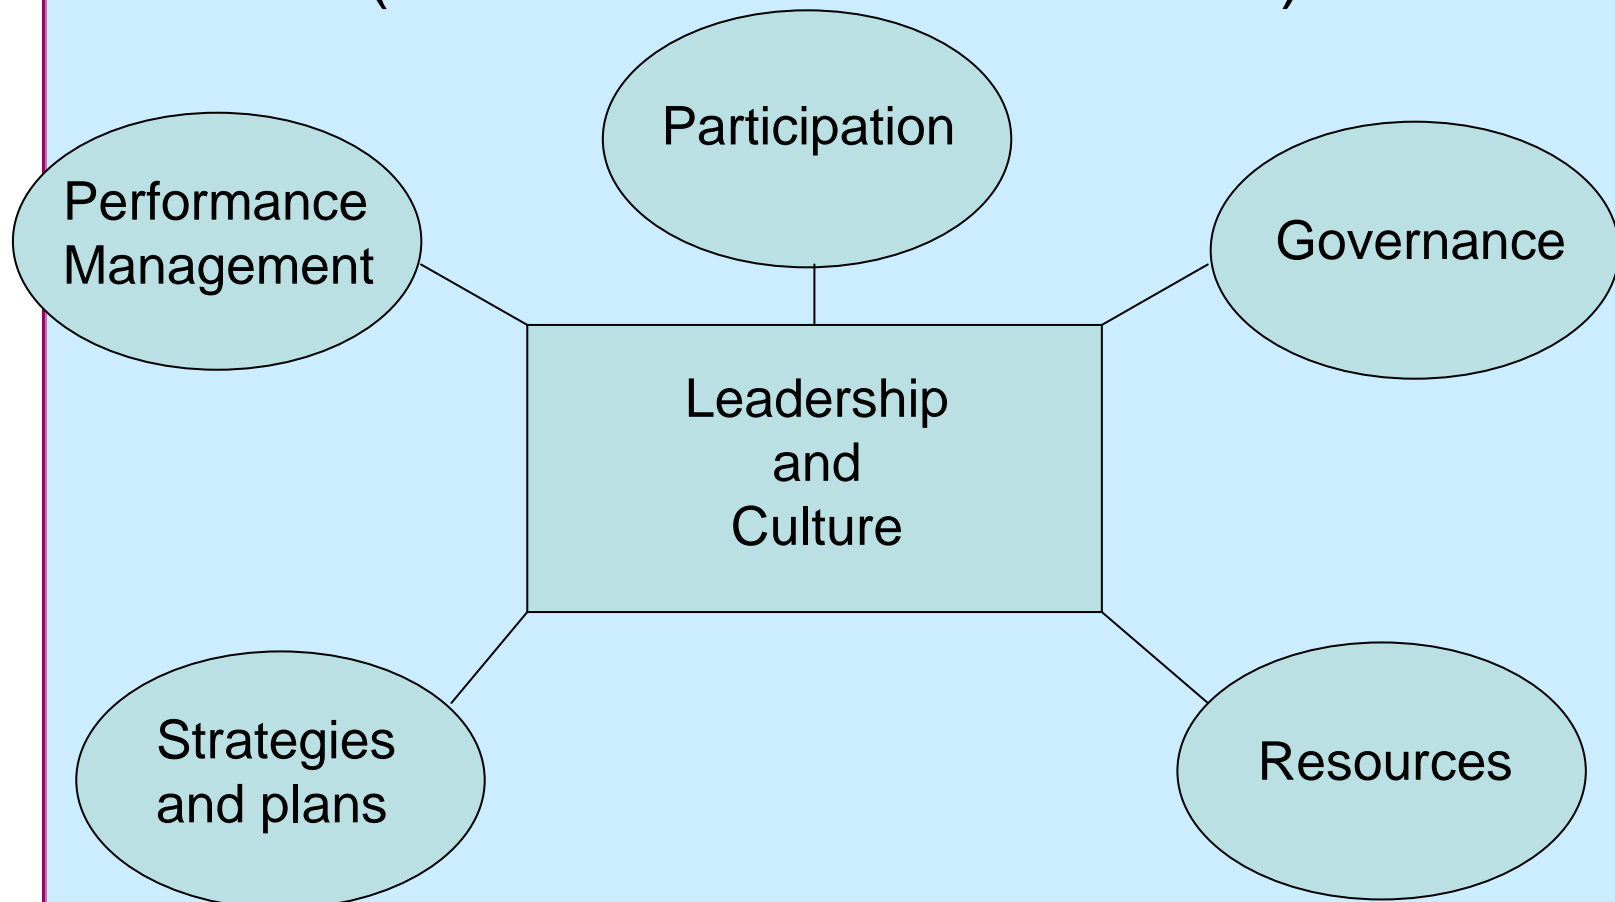 Participation
Performance
Management
Governance
Leadership
and
Culture
Strategies
and plans
Resources